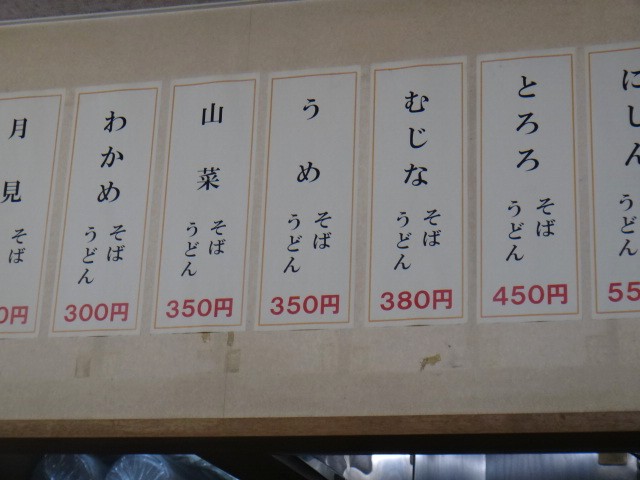 月見
そば
0円
わかめ
そば
うどん
300円
山菜
そば
うどん
350円
うめ
そば
うどん
350円
むじな
そば
うどん
380円
とろろ
そば
うどん
450円
にしん
うどん
55